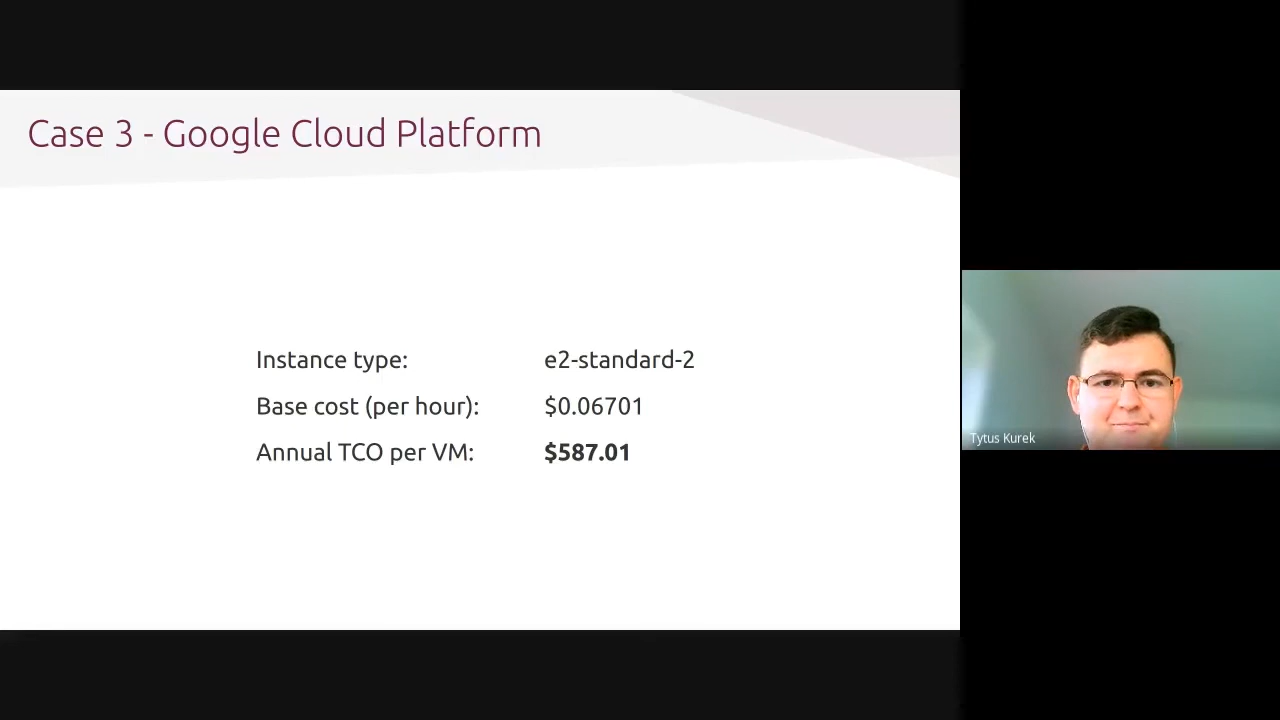 Case 3 - Google Cloud Platform
Instance type: e2-standard-2
Base cost (per hour): $0.06701
Annual TCO per VM: $587.01
Tytus Kurek